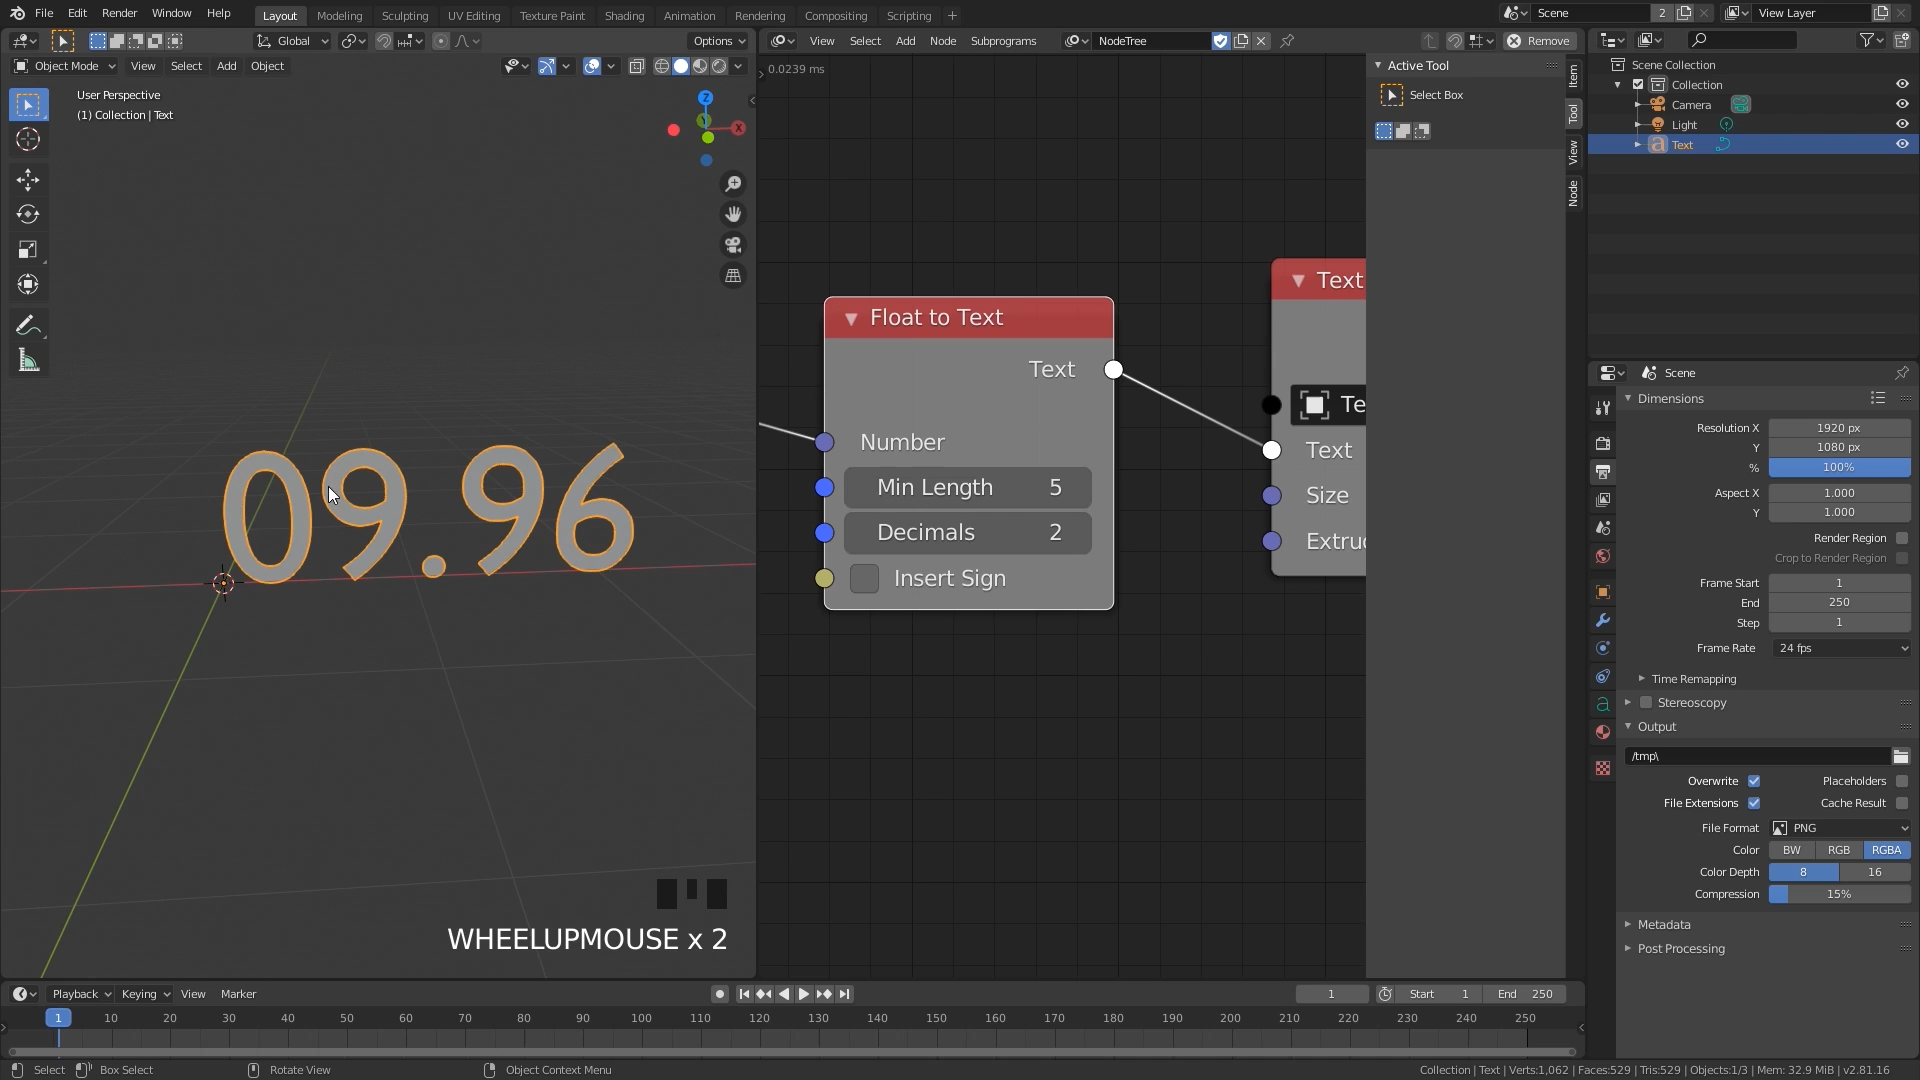 File Edit Render Window Help
Layout Modeling Sculpting UV Editing Texture Paint Shading Animation Rendering Compositing Scripting +
Scene 2 View Layer
Global Options
View Select Add Node Subprograms NodeTree Remove
Object Mode View Select Add Object
User Perspective
(1) Collection | Text
Z
X
09.96
WHEELUPMOUSE x 2
0.0239 ms
Float to Text
Text
Number
Min Length 5
Decimals 2
Insert Sign
Text
Te
Text
Size
Extru
Active Tool
Select Box
Item
Tool
View
Node
Scene Collection
Collection
Camera
Light
Text
Scene
Dimensions
Resolution X 1920 px
Y 1080 px
% 100%
Aspect X 1.000
Y 1.000
Render Region
Crop to Render Region
Frame Start 1
End 250
Step 1
Frame Rate 24 fps
Time Remapping
Stereoscopy
Output
/tmp\
Overwrite Placeholders
File Extensions Cache Result
File Format PNG
Color BW RGB RGBA
Color Depth 8 16
Compression 15%
Metadata
Post Processing
Playback Keying View Marker 1 Start 1 End 250
1 10 20 30 40 50 60 70 80 90 100 110 120 130 140 150 160 170 180 190 200 210 220 230 240 250
Select Box Select Rotate View Object Context Menu Collection | Text | Verts:1,062 | Faces:529 | Tris:529 | Objects:1/3 | Mem: 32.9 MiB | v2.81.16